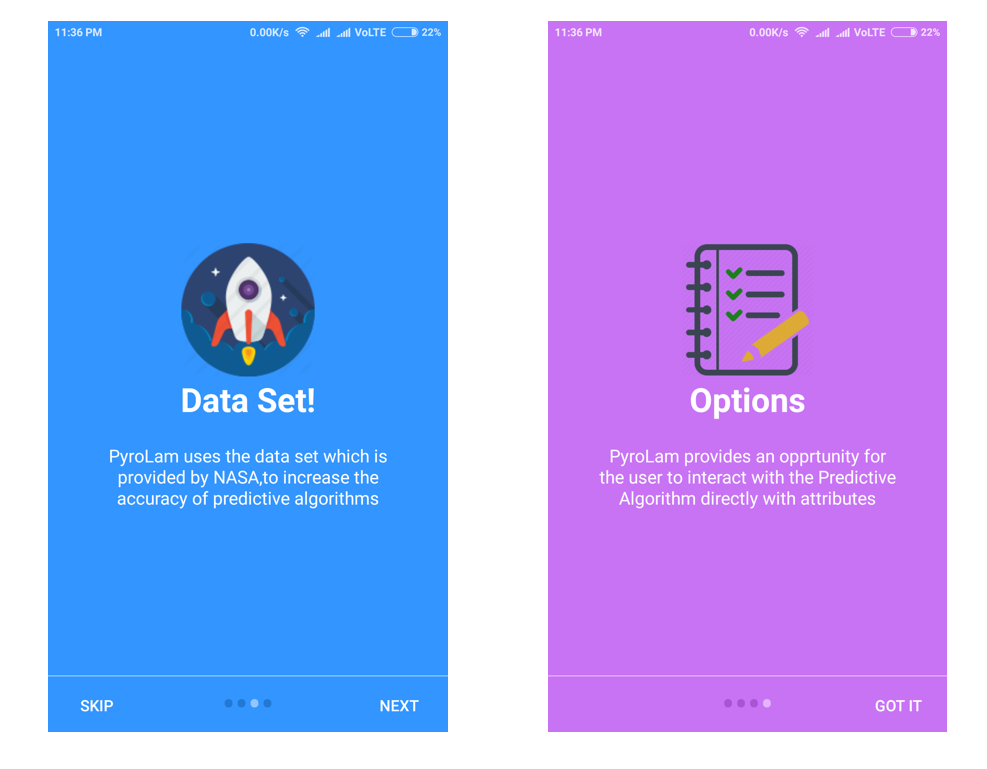 11:36 PM 0.00K/s VoLTE 22%
Data Set!
PyroLam uses the data set which is
provided by NASA,to increase the
accuracy of predictive algorithms
SKIP NEXT
11:36 PM 0.00K/s VoLTE 22%
Options
PyroLam provides an opprtunity for
the user to interact with the Predictive
Algorithm directly with attributes
GOT IT